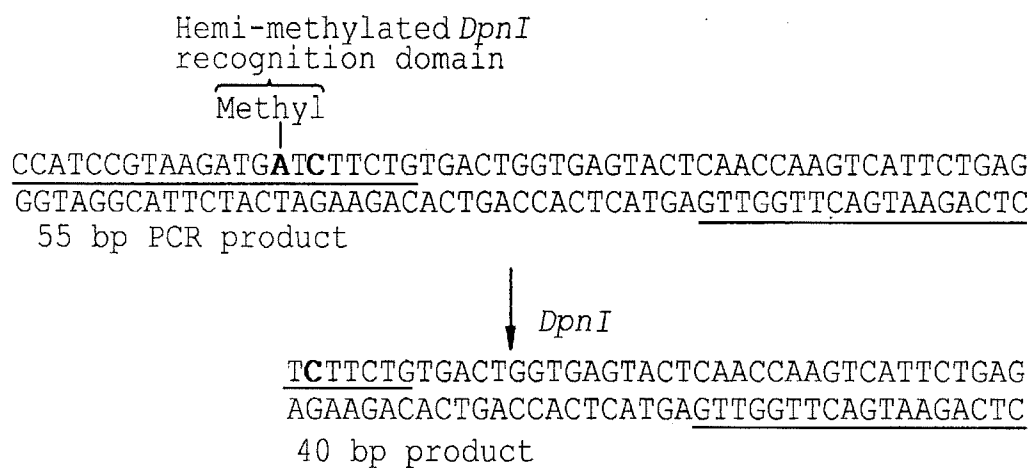 Hemi-methylated DpnI
recognition domain
Methyl
CCATCCGTAAGATGATCTTCTGTGACTGGTGAGTACTCAACCAAGTCATTCTGAG
GGTAGGCATTCTACTAGAAGACACTGACCACTCATGAGTTGGTTCAGTAAGACTC
55 bp PCR product
DpnI
TCTTCTGTGACTGGTGAGTACTCAACCAAGTCATTCTGAG
AGAAGACACTGACCACTCATGAGTTGGTTCAGTAAGACTC
40 bp product